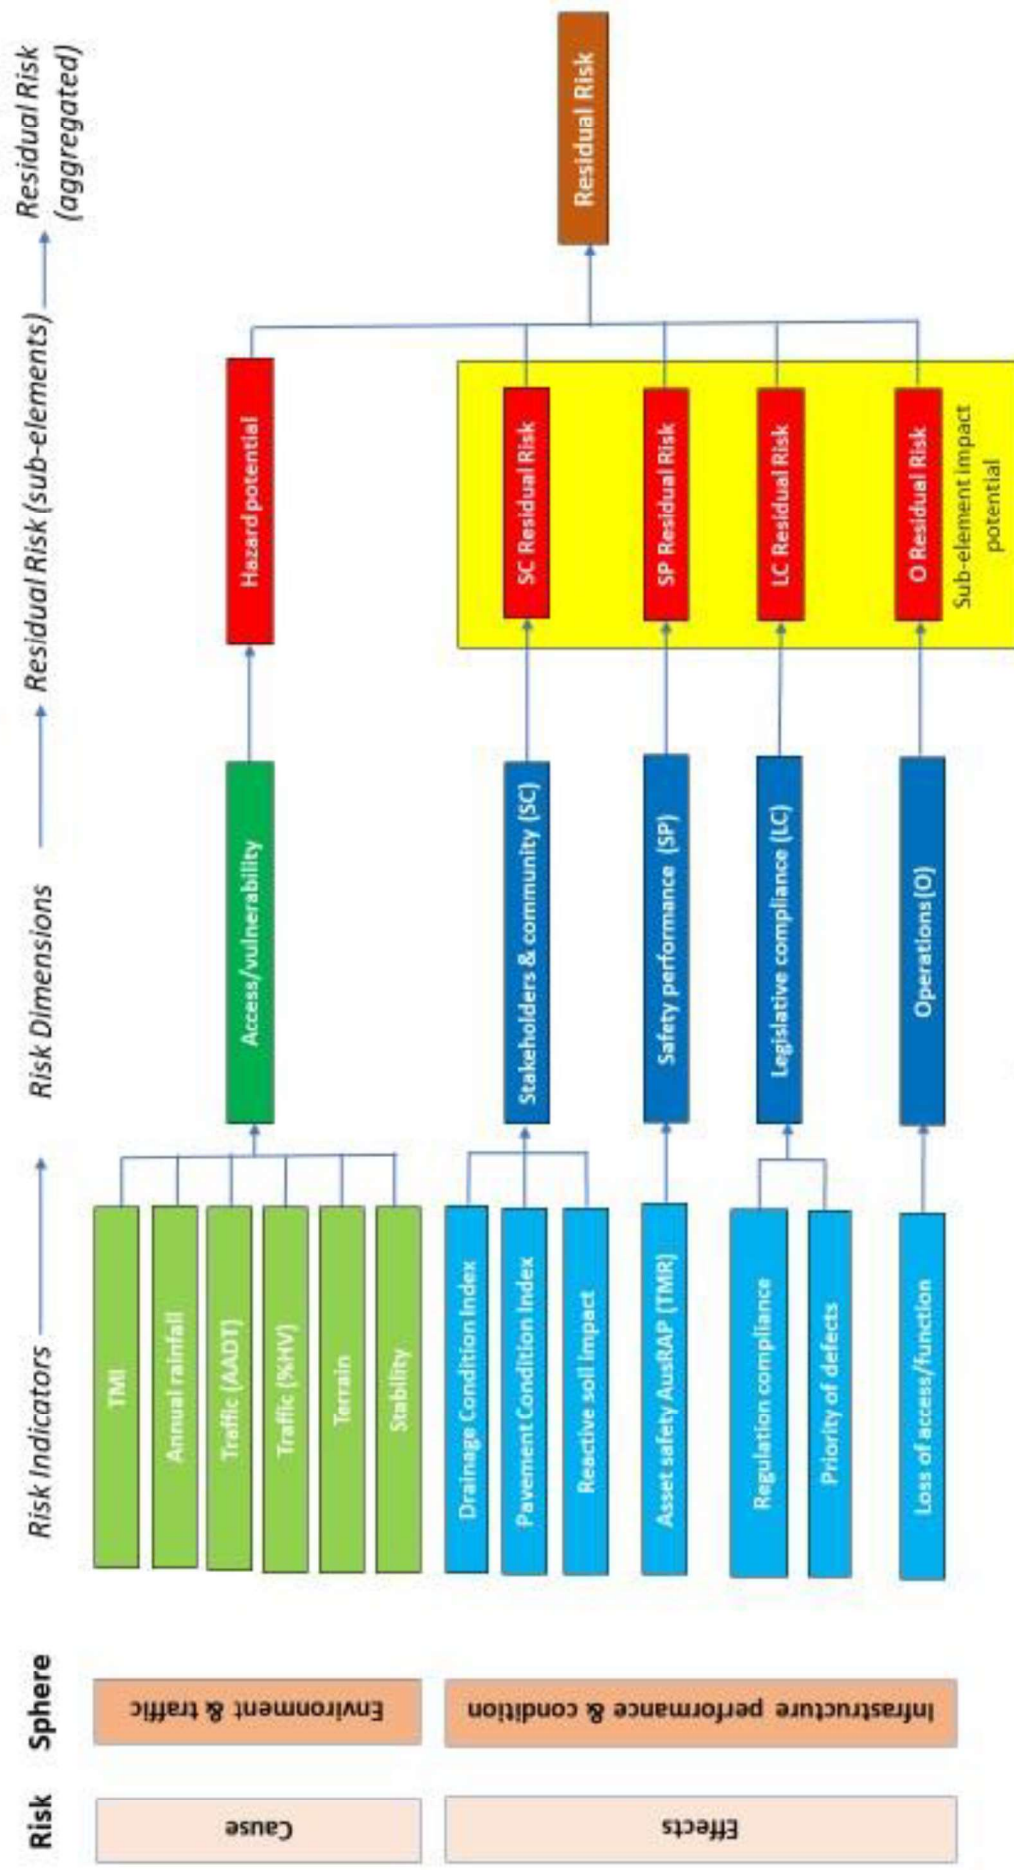 Risk
Sphere
Risk Indicators
Risk Dimensions
Residual Risk (sub-elements)
Residual Risk
(aggregated)
Cause
Environment & traffic
TMI
Annual rainfall
Traffic (AADT)
Traffic (%HV)
Terrain
Stability
Access/vulnerability
Hazard potential
Effects
Infrastructure performance & condition
Drainage Condition Index
Pavement Condition Index
Reactive soil impact
Stakeholders & community (SC)
SC Residual Risk
Asset safety AusRAP (TMR)
Safety performance (SP)
SP Residual Risk
Regulation compliance
Priority of defects
Legislative compliance (LC)
LC Residual Risk
Loss of access/function
Operations(O)
O Residual Risk
Sub-element impact
potential
Residual Risk